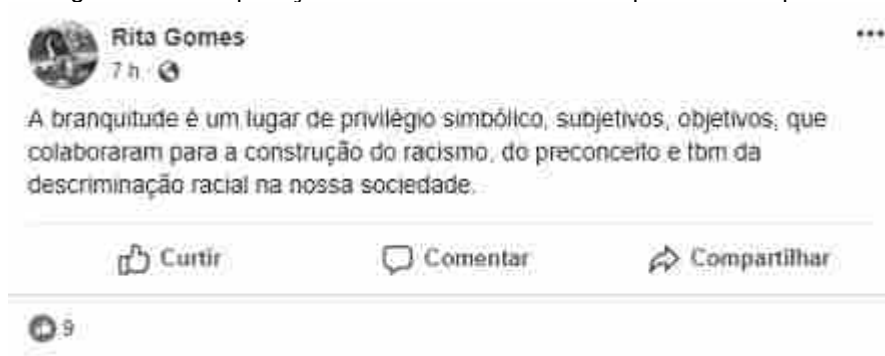 Rita Gomes
7 h
A branquitude é um lugar de privilégio simbólico, subjetivos, objetivos, que
colaboraram para a construção do racismo, do preconceito e tbm da
descriminação racial na nossa sociedade.
Curtir Comentar Compartilhar
9